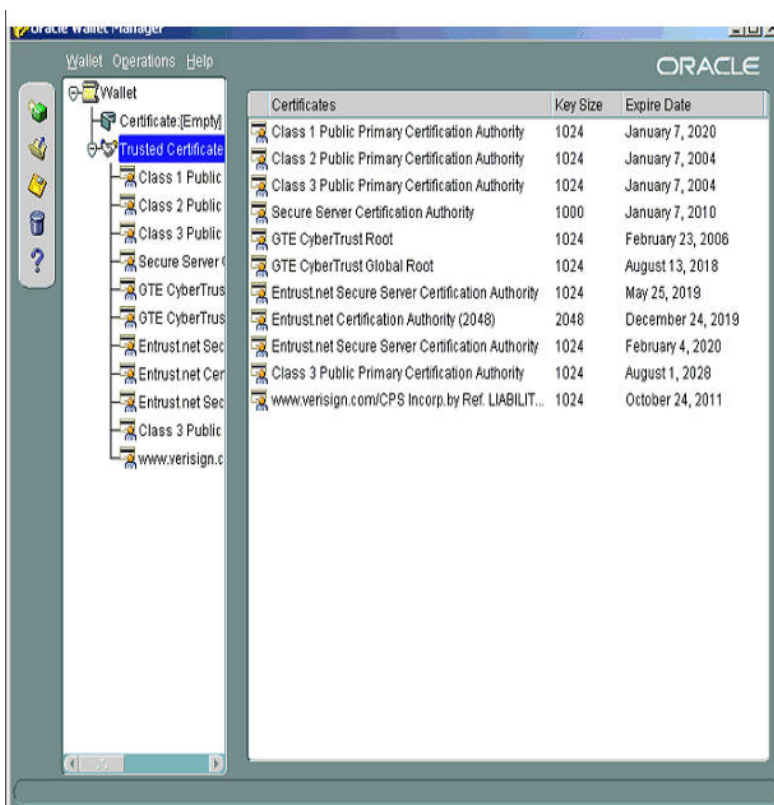 Oracle Wallet Manager
Wallet Operations Help
ORACLE
Wallet
Certificate:[Empty]
Trusted Certificate
Class 1 Public
Class 2 Public
Class 3 Public
Secure Server
GTE CyberTrus
GTE CyberTrus
Entrust.net Sec
Entrust.net Cer
Entrust.net Sec
Class 3 Public
www.verisign.c
Certificates Key Size Expire Date
Class 1 Public Primary Certification Authority 1024 January 7, 2020
Class 2 Public Primary Certification Authority 1024 January 7, 2004
Class 3 Public Primary Certification Authority 1024 January 7, 2004
Secure Server Certification Authority 1000 January 7, 2010
GTE CyberTrust Root 1024 February 23, 2006
GTE CyberTrust Global Root 1024 August 13, 2018
Entrust.net Secure Server Certification Authority 1024 May 25, 2019
Entrust.net Certification Authority (2048) 2048 December 24, 2019
Entrust.net Secure Server Certification Authority 1024 February 4, 2020
Class 3 Public Primary Certification Authority 1024 August 1, 2028
www.verisign.com/CPS Incorp.by Ref. LIABILIT... 1024 October 24, 2011